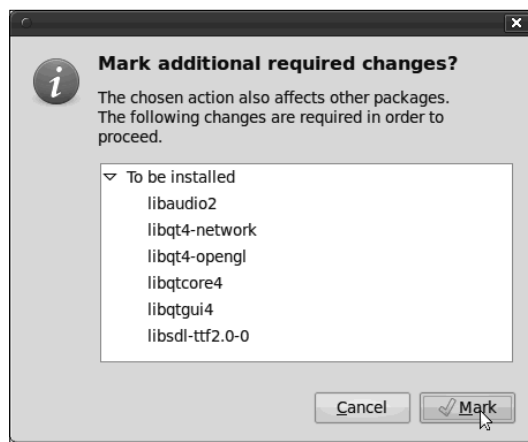 Mark additional required changes?
The chosen action also affects other packages.
The following changes are required in order to
proceed.
To be installed
libaudio2
libqt4-network
libqt4-opengl
libqtcore4
libqtgui4
libsdl-ttf2.0-0
Cancel
Mark